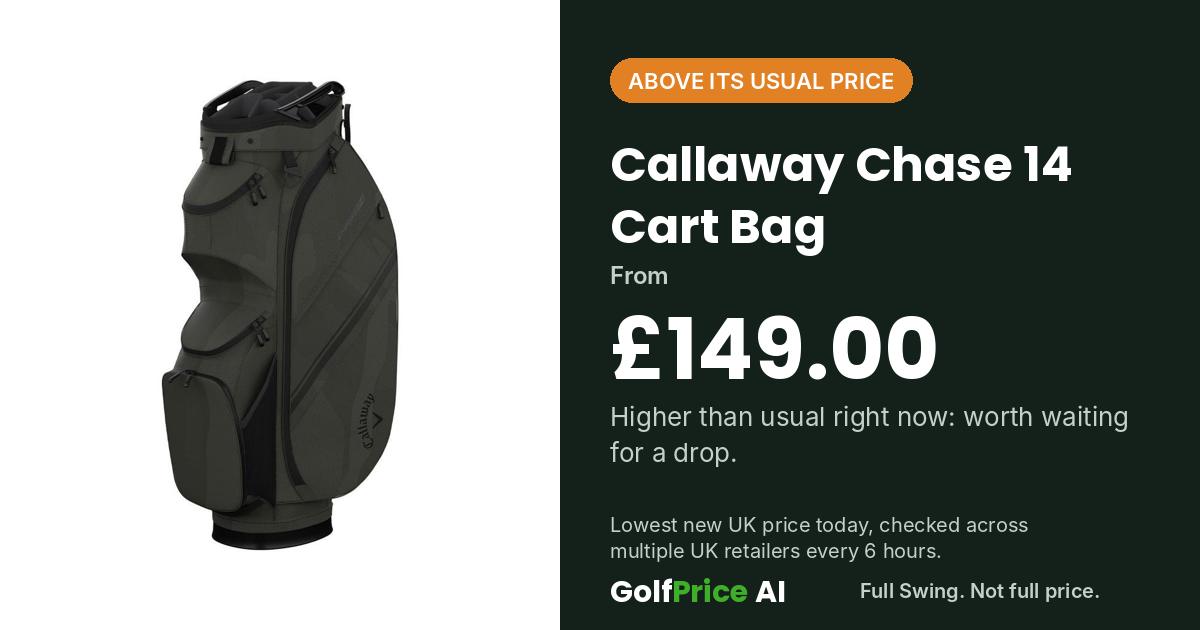 ABOVE ITS USUAL PRICE
Callaway Chase 14
Cart Bag
From
£149.00
Higher than usual right now: worth waiting
for a drop.
Lowest new UK price today, checked across
multiple UK retailers every 6 hours.
GolfPrice AI
Full Swing. Not full price.
Callaway